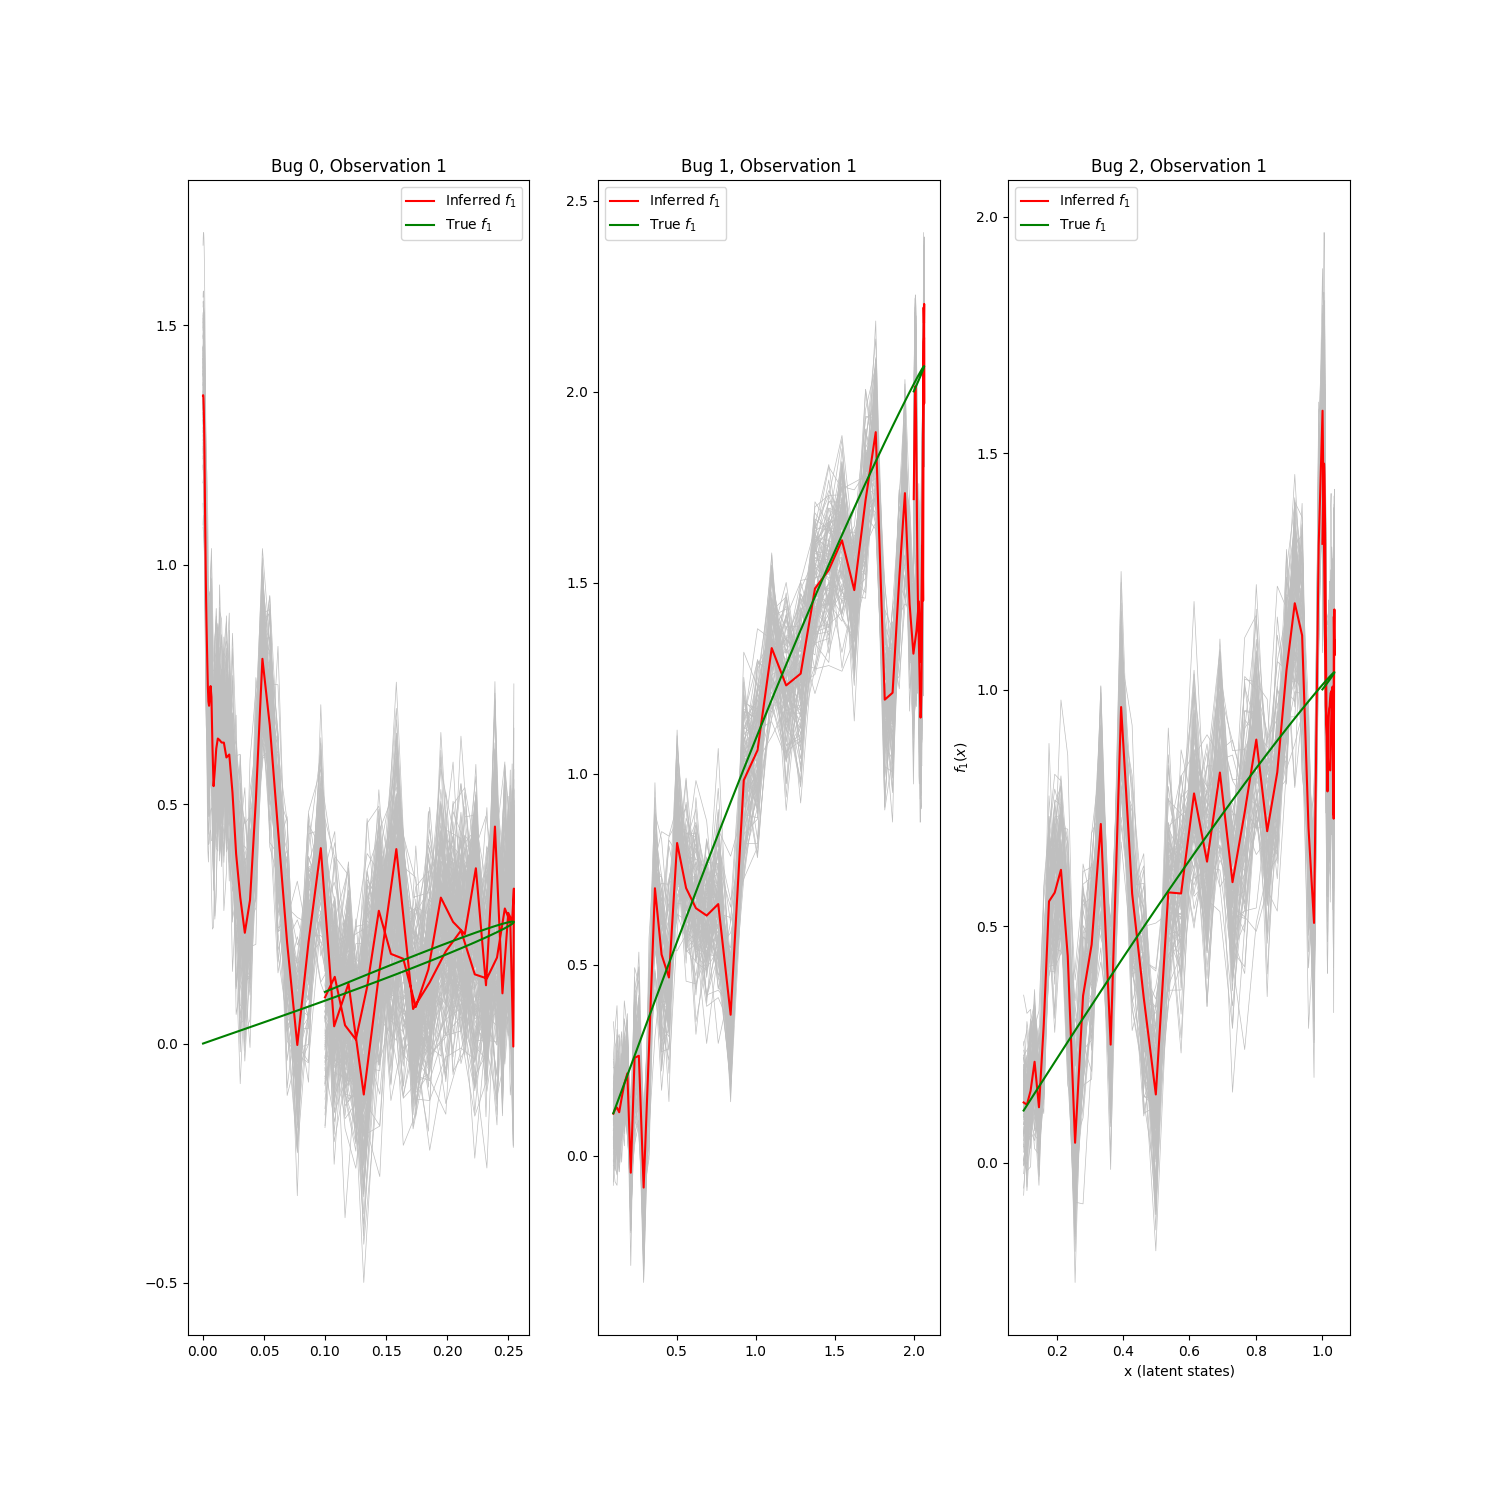 Bug 0, Observation 1
Inferred f₁
True f₁
1.5
1.0
0.5
0.0
−0.5
0.00 0.05 0.10 0.15 0.20 0.25
Bug 1, Observation 1
Inferred f₁
True f₁
2.5
2.0
1.5
1.0
0.5
0.0
0.5 1.0 1.5 2.0
Bug 2, Observation 1
Inferred f₁
True f₁
f₁(x)
2.0
1.5
1.0
0.5
0.0
0.2 0.4 0.6 0.8 1.0
x (latent states)